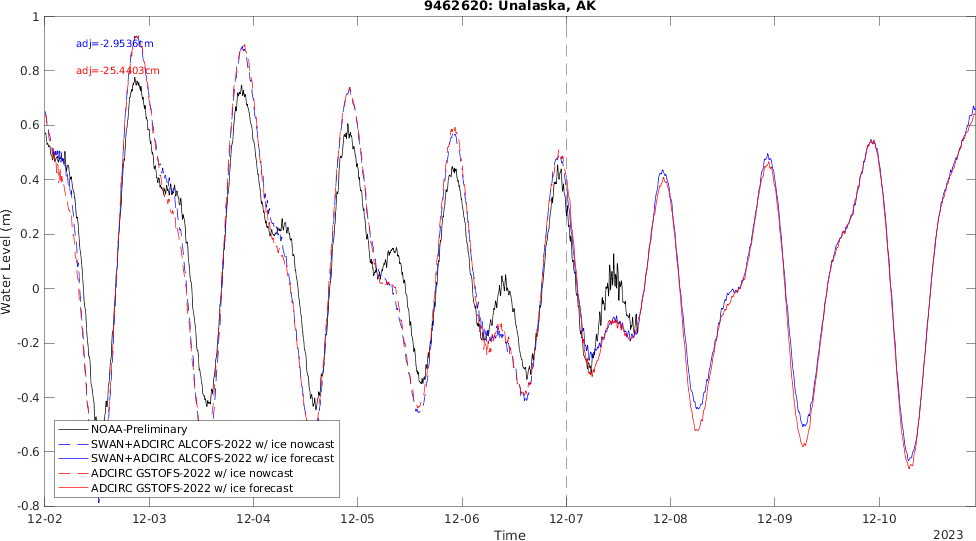 9462620: Unalaska, AK
adj=-2.9536cm
adj=-25.4403cm
Water Level (m)
1
0.8
0.6
0.4
0.2
0
-0.2
-0.4
-0.6
-0.8
NOAA-Preliminary
SWAN+ADCIRC ALCOFS-2022 w/ ice nowcast
SWAN+ADCIRC ALCOFS-2022 w/ ice forecast
ADCIRC GSTOFS-2022 w/ ice nowcast
ADCIRC GSTOFS-2022 w/ ice forecast
12-02 12-03 12-04 12-05 12-06 12-07 12-08 12-09 12-10
Time
2023